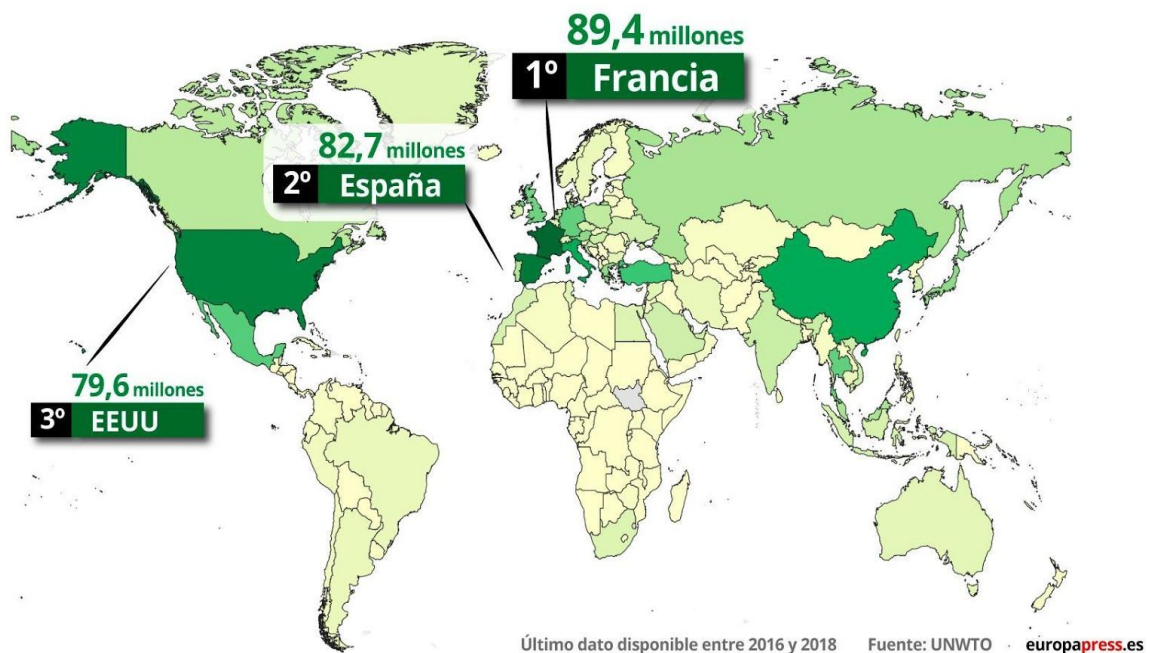 89,4 millones
1º Francia
82,7 millones
2º España
79,6 millones
3º EEUU
Último dato disponible entre 2016 y 2018 Fuente: UNWTO europapress.es